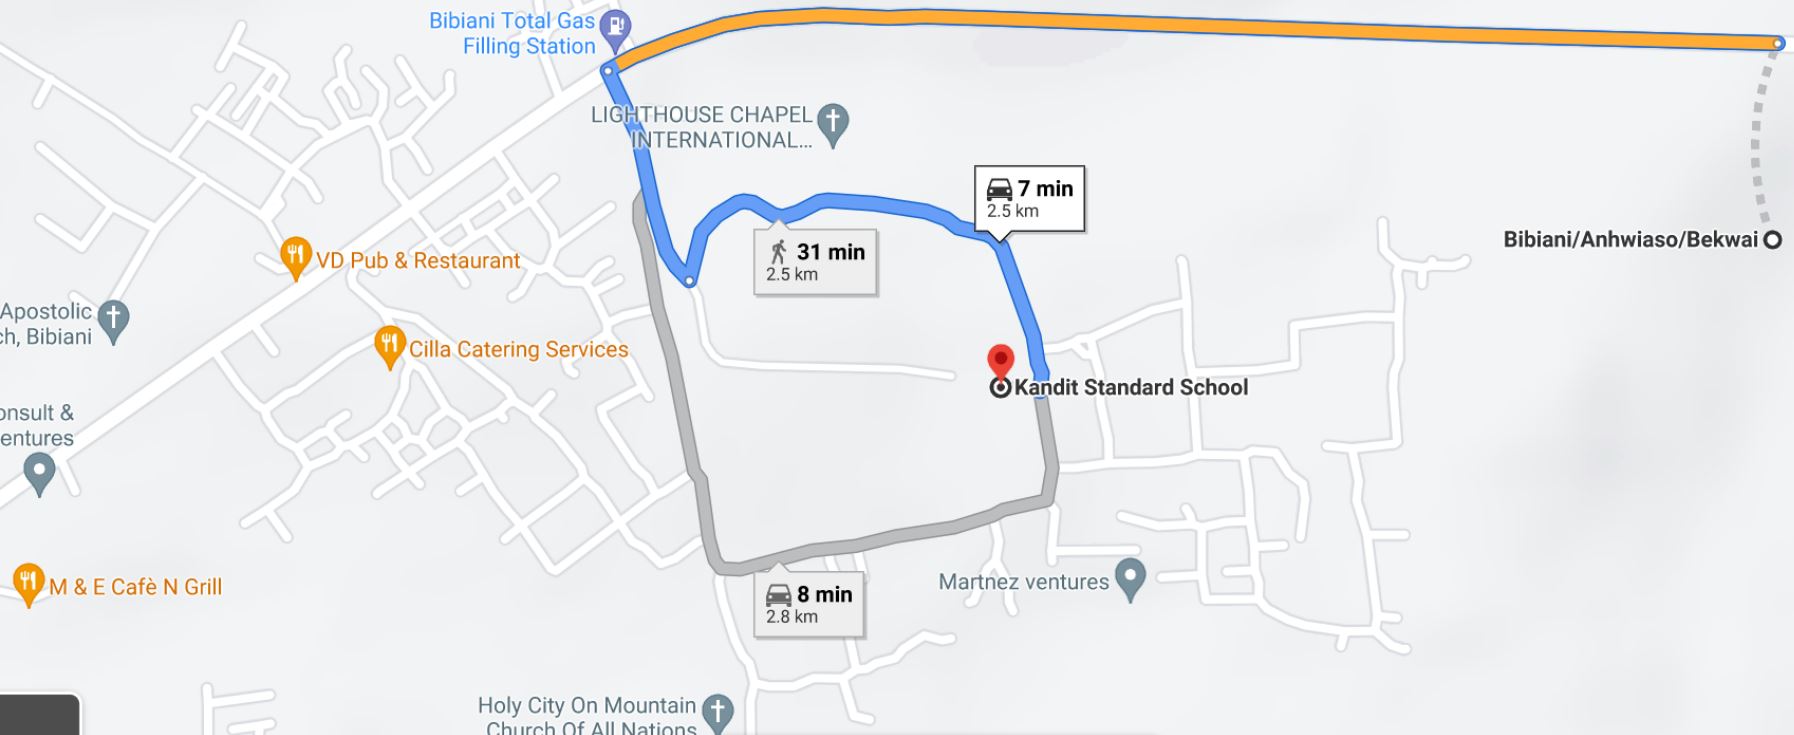 Bibiani Total Gas
Filling Station
LIGHTHOUSE CHAPEL
INTERNATIONAL...
7 min
2.5 km
31 min
2.5 km
Bibiani/Anhwiaso/Bekwai
VD Pub & Restaurant
Apostolic
ch, Bibiani
Cilla Catering Services
Kandit Standard School
onsult &
entures
M & E Cafè N Grill
Martnez ventures
8 min
2.8 km
Holy City On Mountain
Church Of All Nations